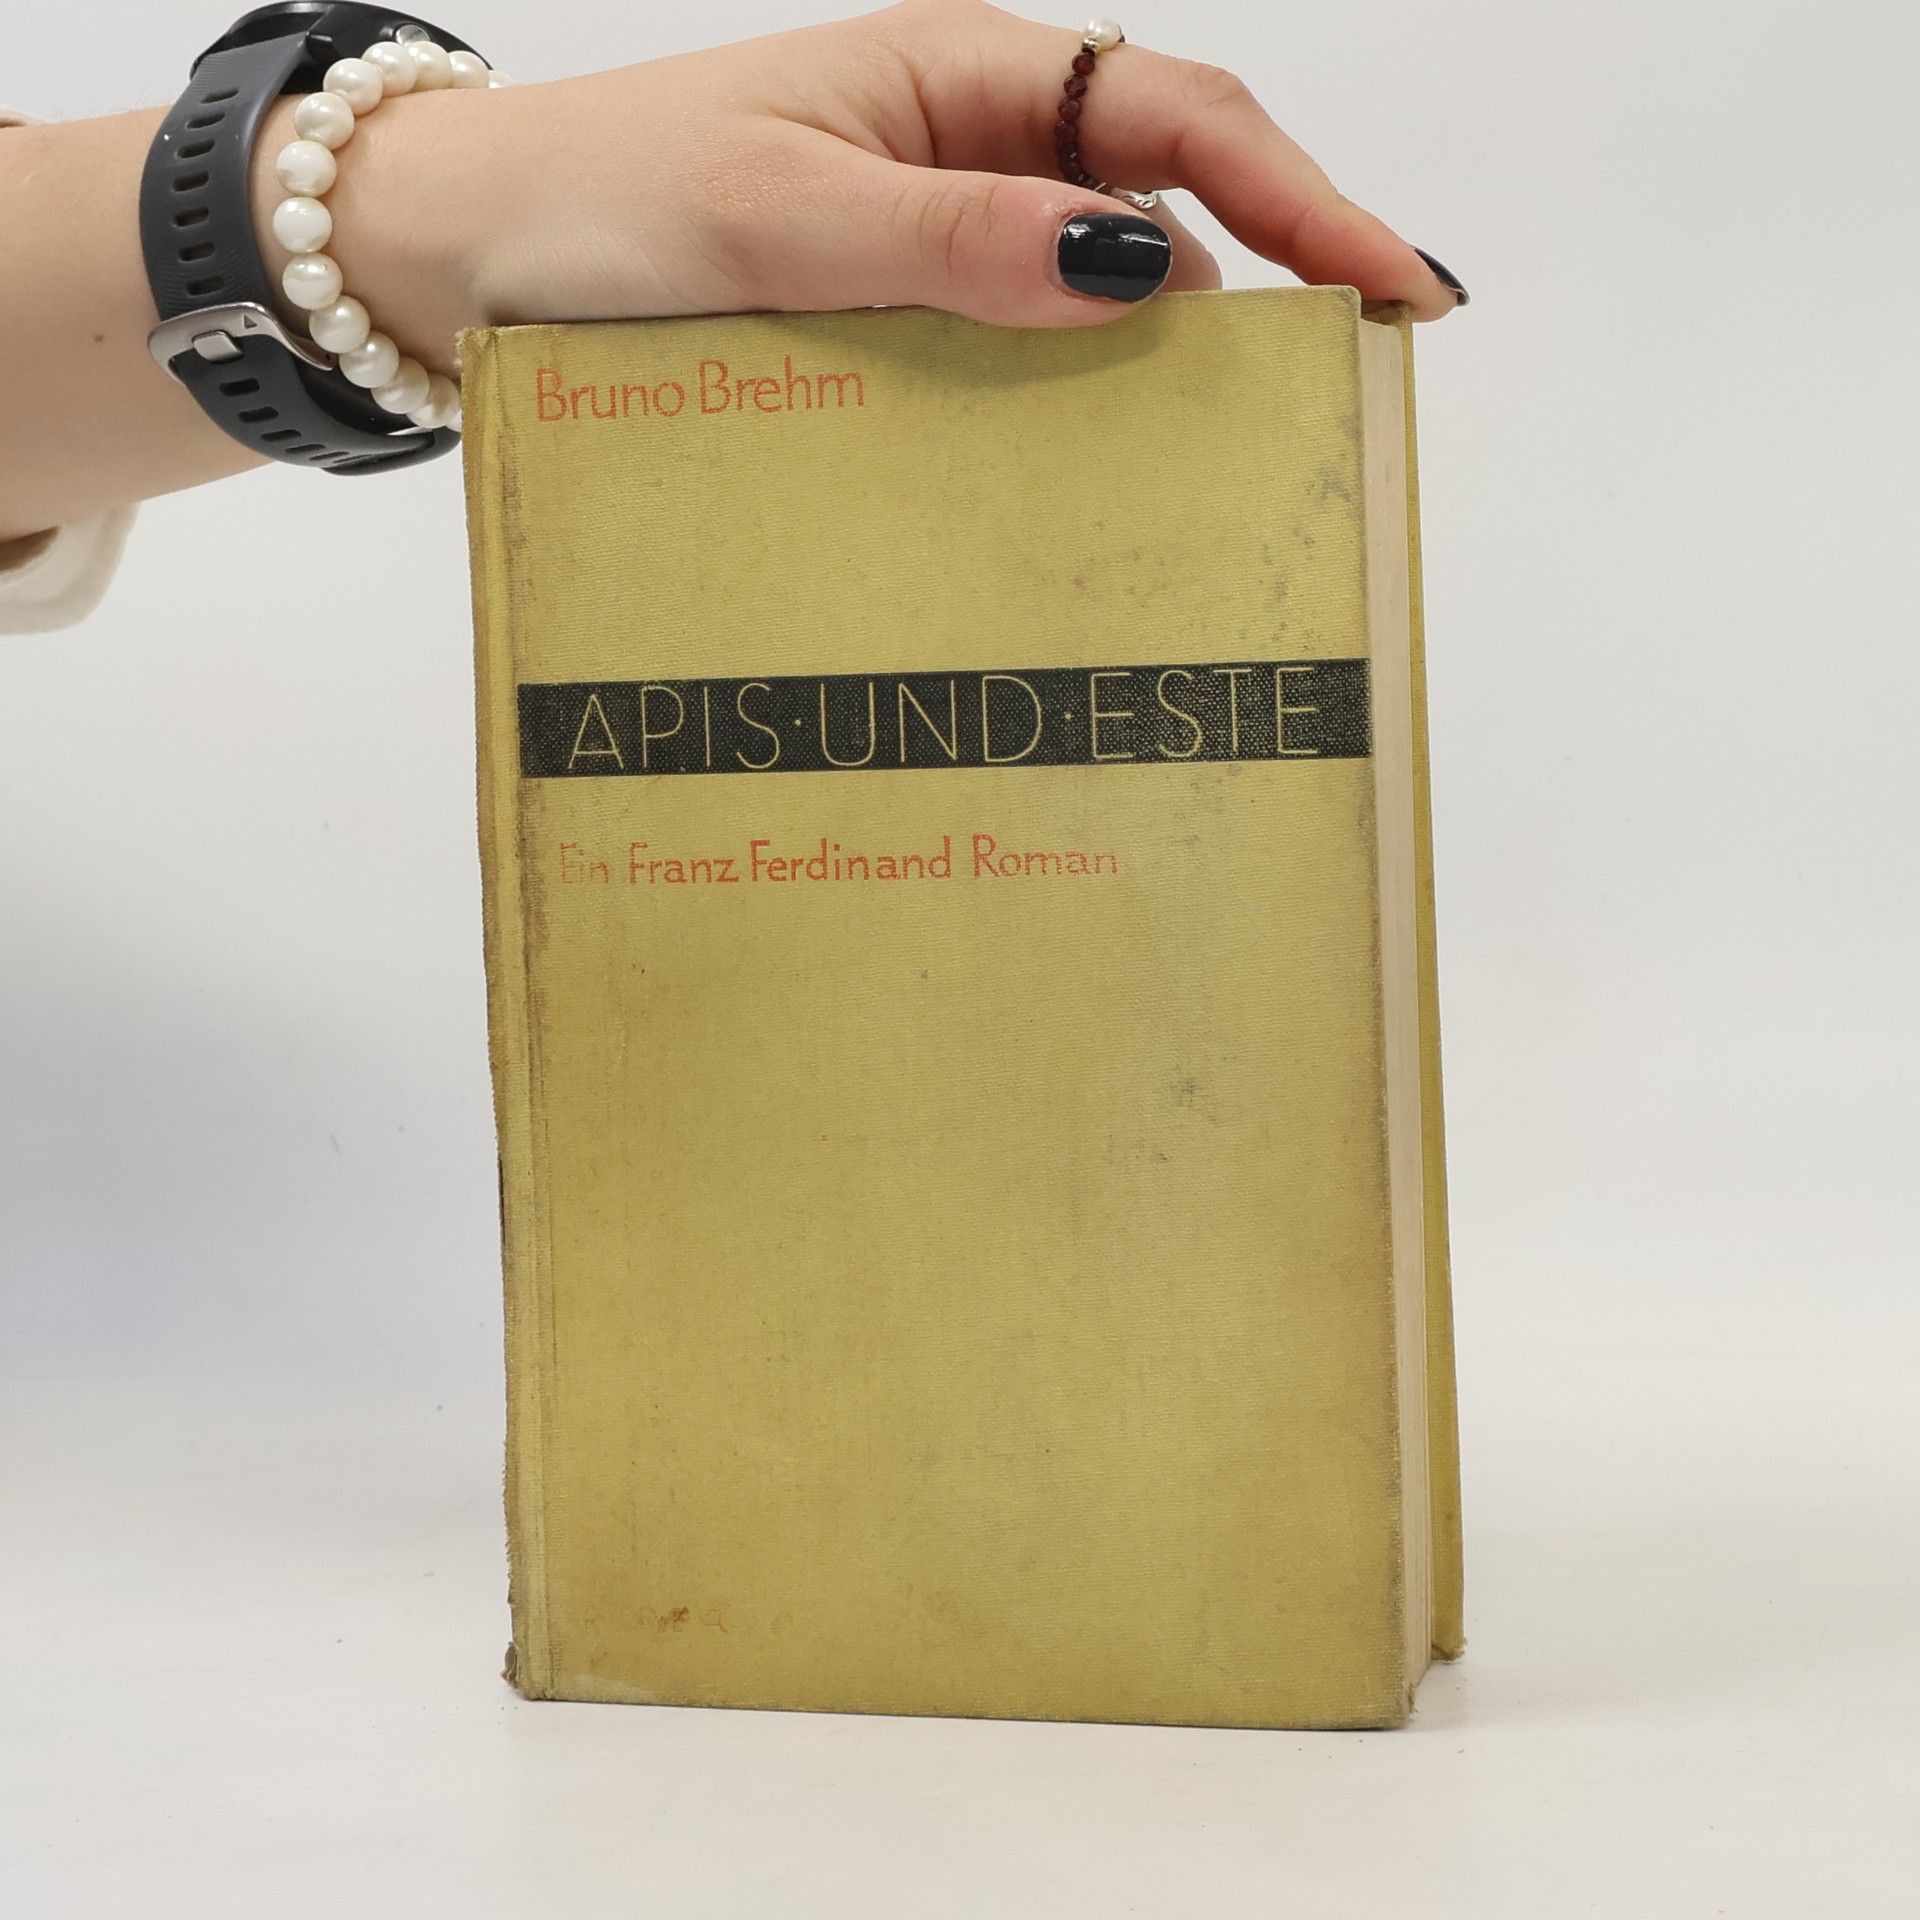 Bruno Brehm
APIS·UND·ESTE
Ein Franz Ferdinand Roman